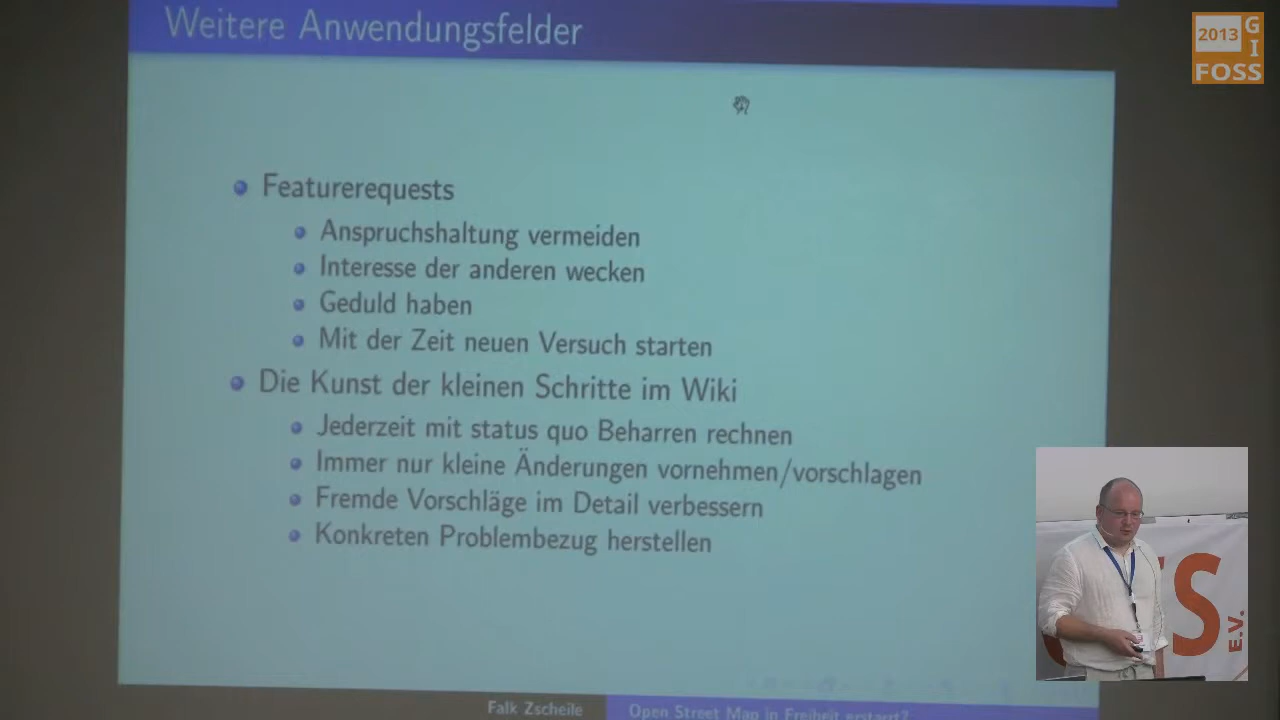 Weitere Anwendungsfelder
2013
G
I
FOSS
Featurerequests
Anspruchshaltung vermeiden
Interesse der anderen wecken
Geduld haben
Mit der Zeit neuen Versuch starten
Die Kunst der kleinen Schritte im Wiki
Jederzeit mit status quo Beharren rechnen
Immer nur kleine Änderungen vornehmen/vorschlagen
Fremde Vorschläge im Detail verbessern
Konkreten Problembezug herstellen
S
E.V.
Falk Zscheile
Open Street Map in Freiheit erstarrt?